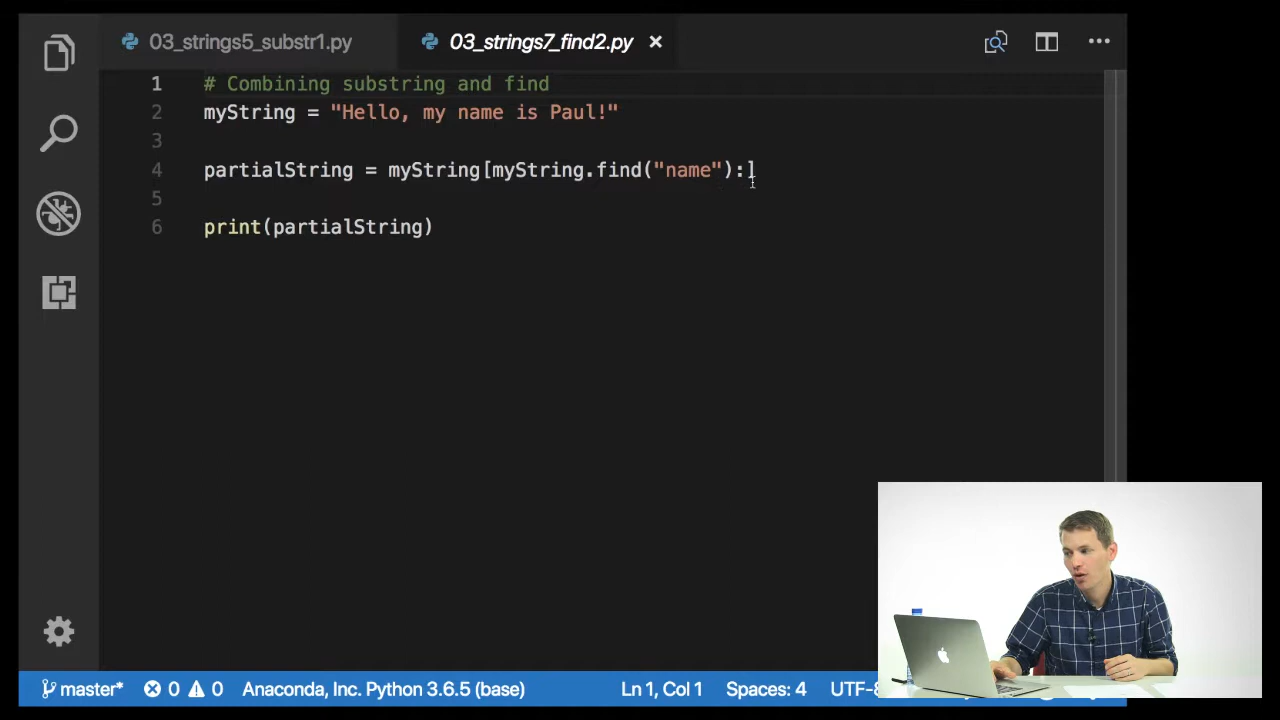 03_strings5_substr1.py
03_strings7_find2.py
1 # Combining substring and find
2 myString = "Hello, my name is Paul!"
3
4 partialString = myString[myString.find("name"):]
5
6 print(partialString)
master* 0 0 Anaconda, Inc. Python 3.6.5 (base) Ln 1, Col 1 Spaces: 4